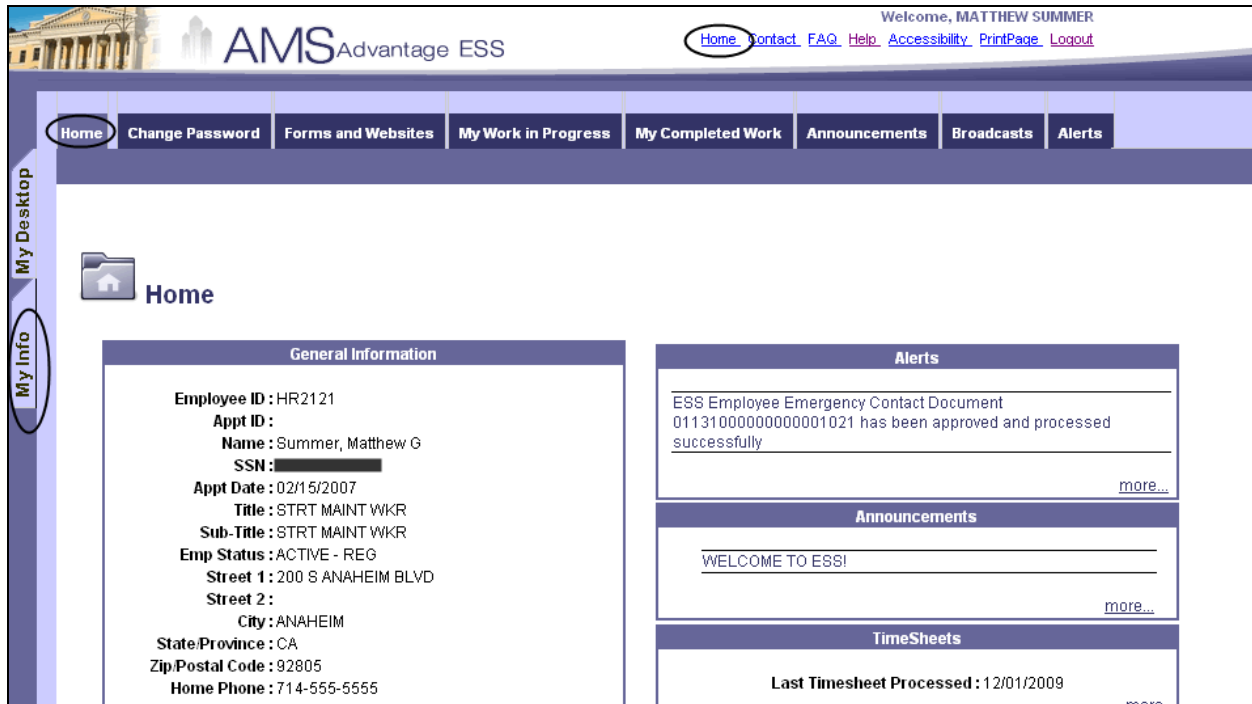 AMSAdvantage ESS
Welcome, MATTHEW SUMMER
Home Contact FAQ Help Accessibility PrintPage Logout
Home Change Password Forms and Websites My Work in Progress My Completed Work Announcements Broadcasts Alerts
My Desktop
My Info
Home
General Information
Employee ID : HR2121
Appt ID :
Name : Summer, Matthew G
SSN :
Appt Date : 02/15/2007
Title : STRT MAINT WKR
Sub-Title : STRT MAINT WKR
Emp Status : ACTIVE - REG
Street 1 : 200 S ANAHEIM BLVD
Street 2 :
City : ANAHEIM
State/Province : CA
Zip/Postal Code : 92805
Home Phone : 714-555-5555
Alerts
ESS Employee Emergency Contact Document
01131000000000001021 has been approved and processed
successfully
more...
Announcements
WELCOME TO ESS!
more...
TimeSheets
Last Timesheet Processed : 12/01/2009
more